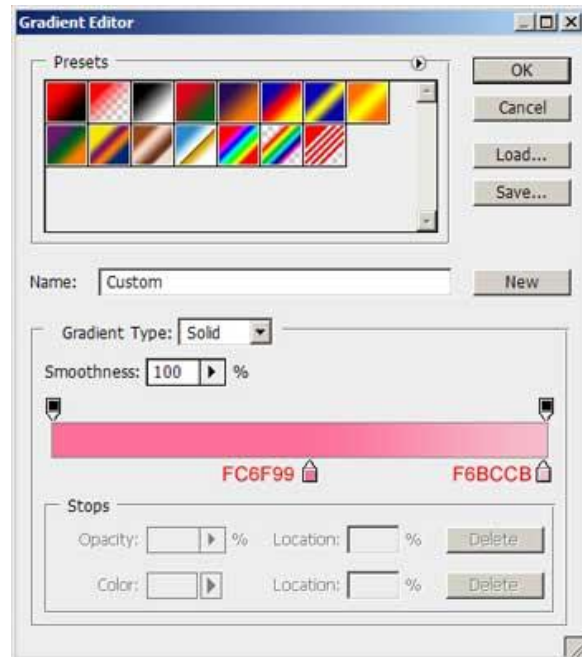 Gradient Editor
Presets
OK
Cancel
Load...
Save...
Name: Custom
New
Gradient Type: Solid
Smoothness: 100 %
FC6F99 F6BCCB
Stops
Opacity: % Location: % Delete
Color: Location: % Delete